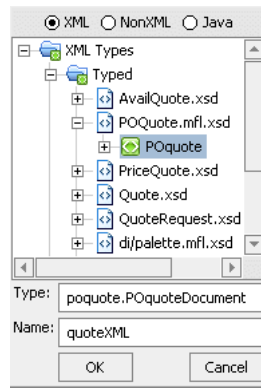 XML NonXML Java
XML Types
Typed
AvailQuote.xsd
POQuote.mfl.xsd
POquote
PriceQuote.xsd
Quote.xsd
QuoteRequest.xsd
di/palette.mfl.xsd
Type: poquote.POquoteDocument
Name: quoteXML
OK Cancel